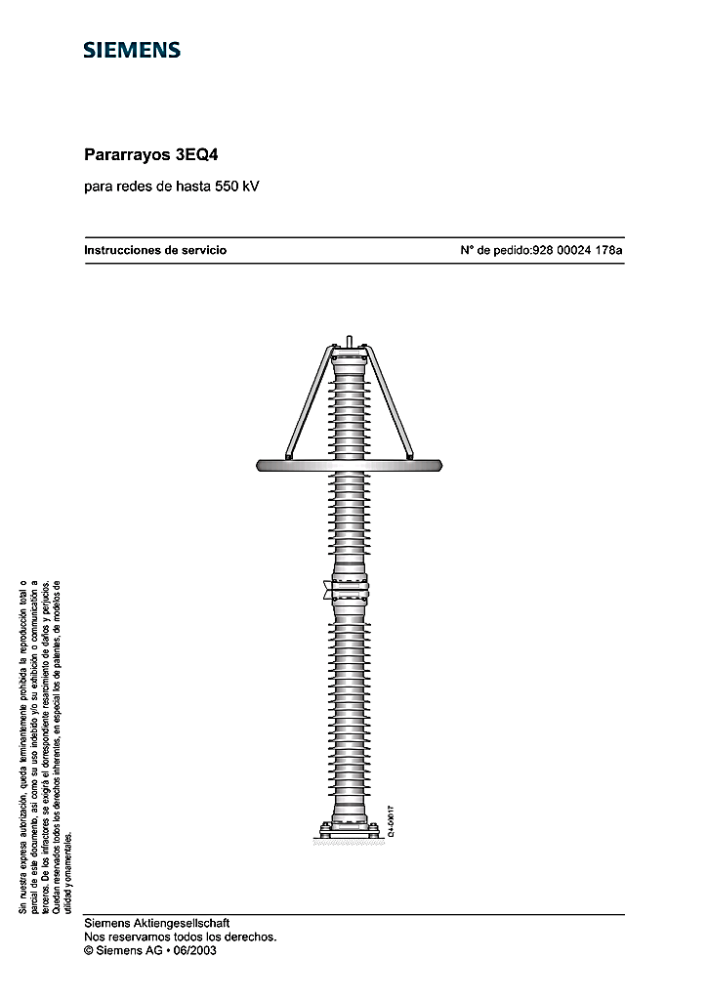 SIEMENS
Pararrayos 3EQ4
para redes de hasta 550 kV
Instrucciones de servicio
N° de pedido:928 00024 178a
Q4-00017
Sin nuestra expresa autorización, queda terminantemente prohibida la reproducción total o
parcial de este documento, así como su uso indebido y/o su exhibición o communicatión a
terceros. De los infractores se exigirá el dorrespondiente resarcimiento de daños y perjucios.
Quedan reservados todos los derechos inherentes, en especial los de patentes, de modelos de
utilidad y ornamentales.
Siemens Aktiengesellschaft
Nos reservamos todos los derechos.
© Siemens AG • 06/2003